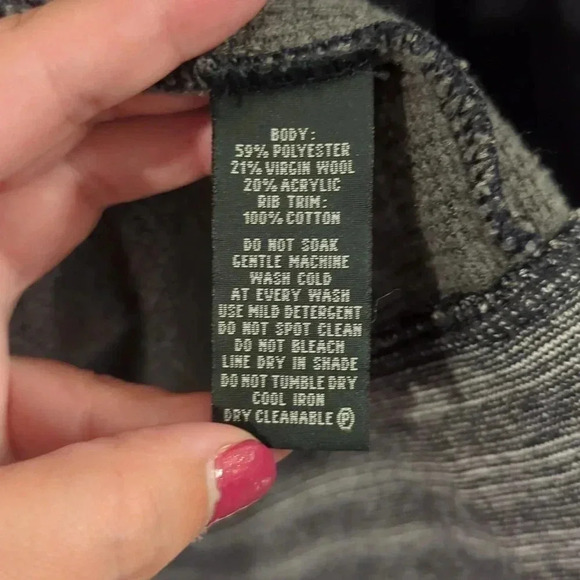 BODY:
59% POLYESTER
21% VIRGIN WOOL
20% ACRYLIC
RIB TRIM:
100% COTTON
DO NOT SOAK
GENTLE MACHINE
WASH COLD
AT EVERY WASH
USE MILD DETERGENT
DO NOT SPOT CLEAN
DO NOT BLEACH
LINE DRY IN SHADE
DO NOT TUMBLE DRY
COOL IRON
DRY CLEANABLE Ⓟ